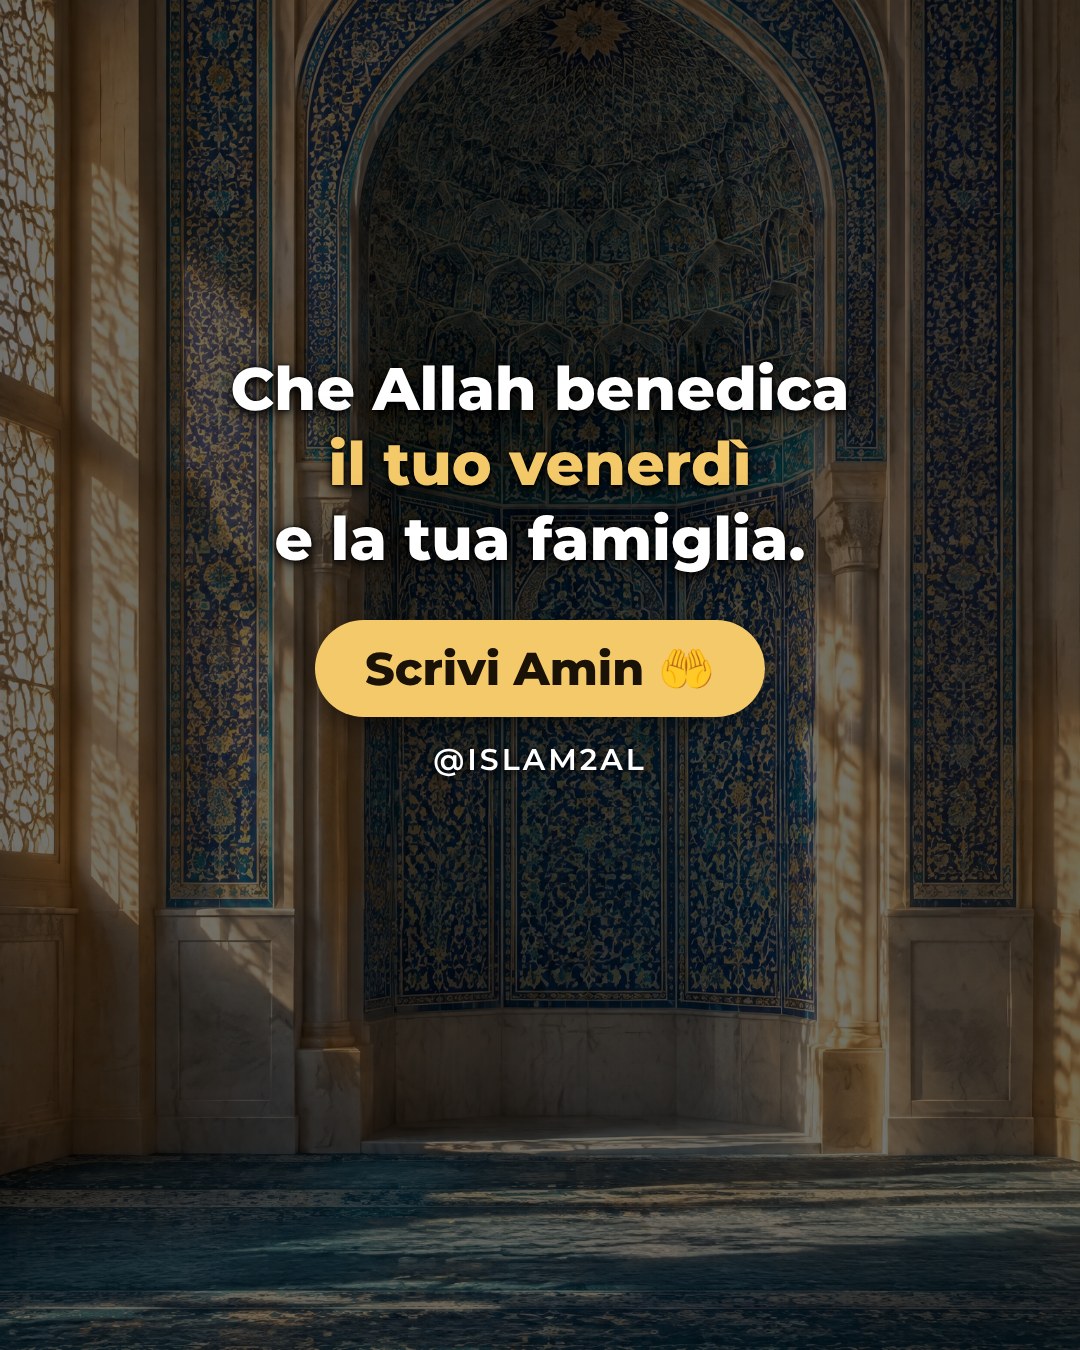 Che Allah benedica
il tuo venerdì
e la tua famiglia.
Scrivi Amin 🤲
@ISLAM2AL